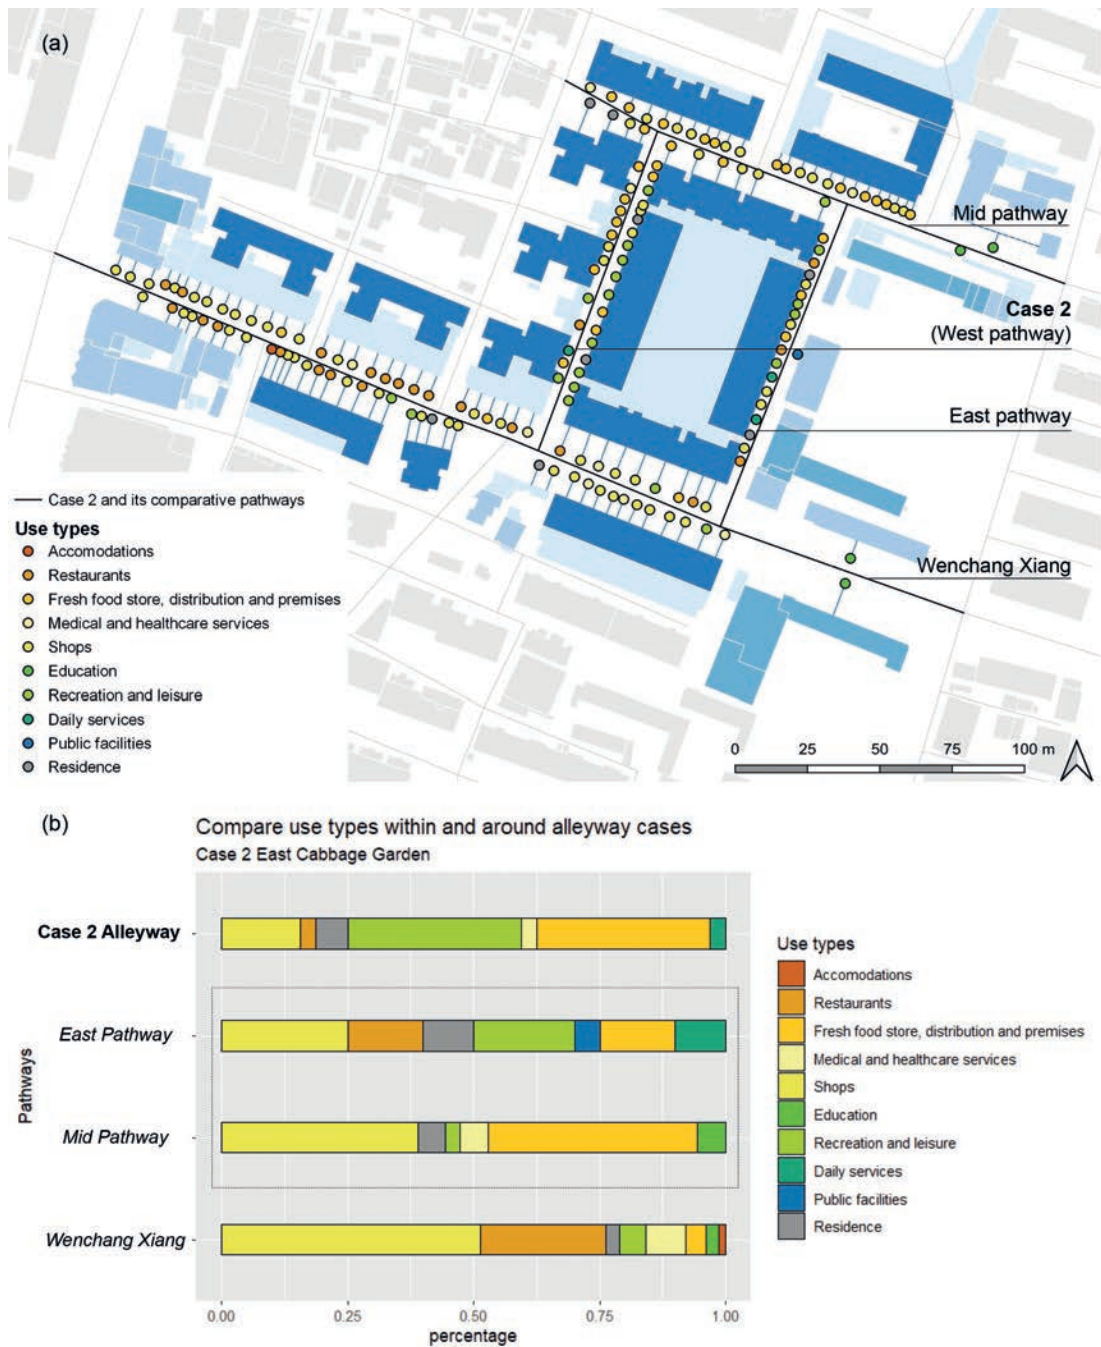 (a)
Mid pathway
Case 2
(West pathway)
East pathway
Wenchang Xiang
Case 2 and its comparative pathways
Use types
Accomodations
Restaurants
Fresh food store, distribution and premises
Medical and healthcare services
Shops
Education
Recreation and leisure
Daily services
Public facilities
Residence
0 25 50 75 100 m
(b)
Compare use types within and around alleyway cases
Case 2 East Cabbage Garden
Pathways
Case 2 Alleyway
East Pathway
Mid Pathway
Wenchang Xiang
0.00 0.25 0.50 0.75 1.00
percentage
Use types
Accomodations
Restaurants
Fresh food store, distribution and premises
Medical and healthcare services
Shops
Education
Recreation and leisure
Daily services
Public facilities
Residence